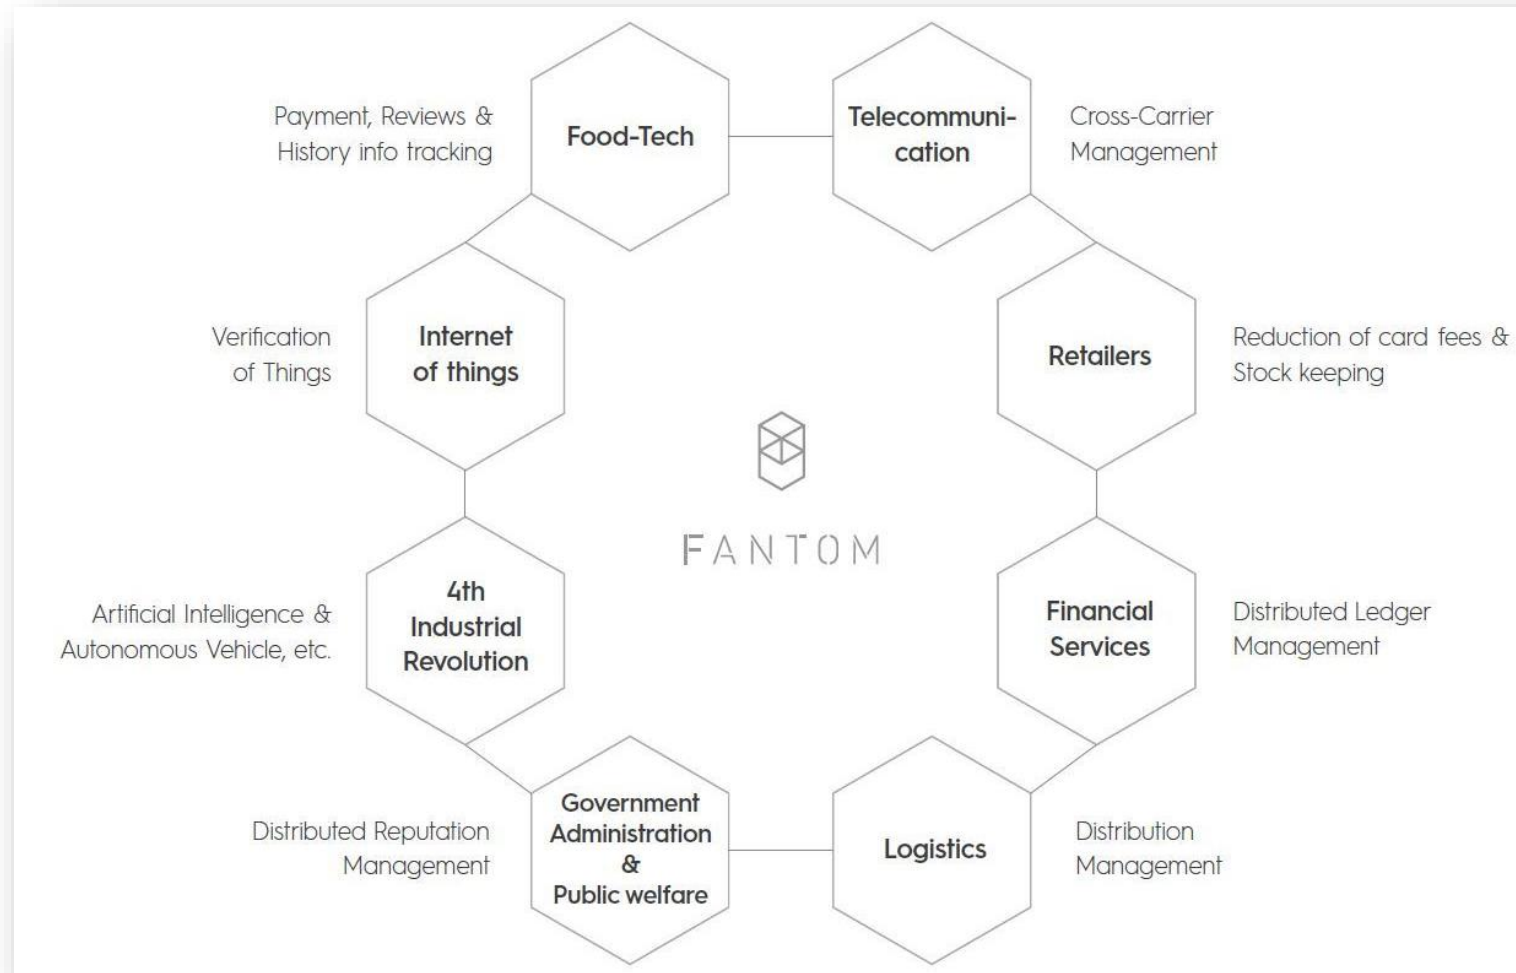 Payment, Reviews &
History info tracking
Food-Tech
Telecommuni-
cation
Cross-Carrier
Management
Verification
of Things
Internet
of things
Retailers
Reduction of card fees &
Stock keeping
FANTOM
Artificial Intelligence &
Autonomous Vehicle, etc.
4th
Industrial
Revolution
Financial
Services
Distributed Ledger
Management
Distributed Reputation
Management
Government
Administration
&
Public welfare
Logistics
Distribution
Management